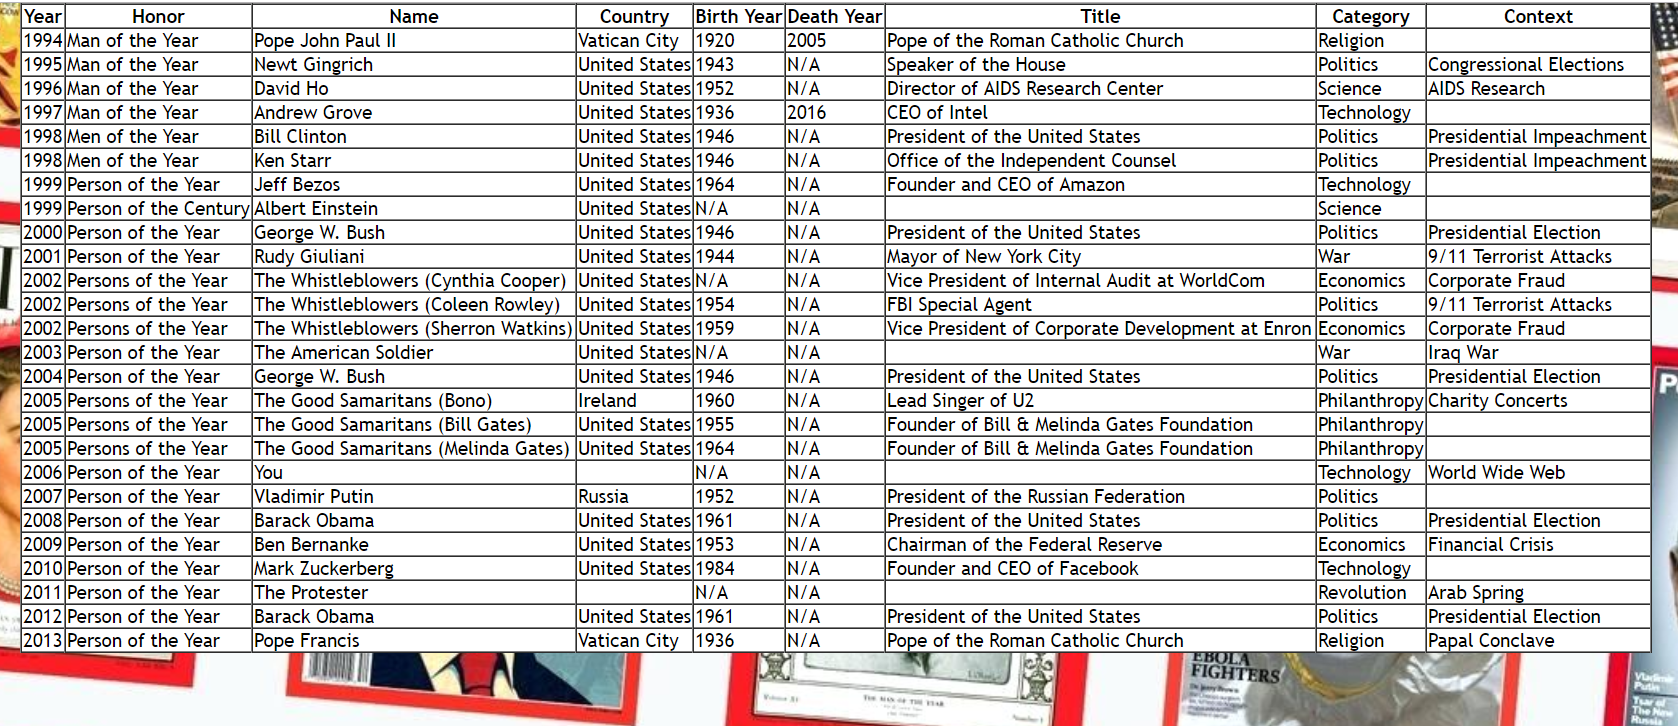 Year Honor Name Country Birth Year Death Year Title Category Context
1994 Man of the Year Pope John Paul II Vatican City 1920 2005 Pope of the Roman Catholic Church Religion
1995 Man of the Year Newt Gingrich United States 1943 N/A Speaker of the House Politics Congressional Elections
1996 Man of the Year David Ho United States 1952 N/A Director of AIDS Research Center Science AIDS Research
1997 Man of the Year Andrew Grove United States 1936 2016 CEO of Intel Technology
1998 Men of the Year Bill Clinton United States 1946 N/A President of the United States Politics Presidential Impeachment
1998 Men of the Year Ken Starr United States 1946 N/A Office of the Independent Counsel Politics Presidential Impeachment
1999 Person of the Year Jeff Bezos United States 1964 N/A Founder and CEO of Amazon Technology
1999 Person of the Century Albert Einstein United States N/A N/A Science
2000 Person of the Year George W. Bush United States 1946 N/A President of the United States Politics Presidential Election
2001 Person of the Year Rudy Giuliani United States 1944 N/A Mayor of New York City War 9/11 Terrorist Attacks
2002 Persons of the Year The Whistleblowers (Cynthia Cooper) United States N/A N/A Vice President of Internal Audit at WorldCom Economics Corporate Fraud
2002 Persons of the Year The Whistleblowers (Coleen Rowley) United States 1954 N/A FBI Special Agent Politics 9/11 Terrorist Attacks
2002 Persons of the Year The Whistleblowers (Sherron Watkins) United States 1959 N/A Vice President of Corporate Development at Enron Economics Corporate Fraud
2003 Person of the Year The American Soldier United States N/A N/A War Iraq War
2004 Person of the Year George W. Bush United States 1946 N/A President of the United States Politics Presidential Election
2005 Persons of the Year The Good Samaritans (Bono) Ireland 1960 N/A Lead Singer of U2 Philanthropy Charity Concerts
2005 Persons of the Year The Good Samaritans (Bill Gates) United States 1955 N/A Founder of Bill & Melinda Gates Foundation Philanthropy
2005 Persons of the Year The Good Samaritans (Melinda Gates) United States 1964 N/A Founder of Bill & Melinda Gates Foundation Philanthropy
2006 Person of the Year You N/A N/A Technology World Wide Web
2007 Person of the Year Vladimir Putin Russia 1952 N/A President of the Russian Federation Politics
2008 Person of the Year Barack Obama United States 1961 N/A President of the United States Politics Presidential Election
2009 Person of the Year Ben Bernanke United States 1953 N/A Chairman of the Federal Reserve Economics Financial Crisis
2010 Person of the Year Mark Zuckerberg United States 1984 N/A Founder and CEO of Facebook Technology
2011 Person of the Year The Protester N/A N/A Revolution Arab Spring
2012 Person of the Year Barack Obama United States 1961 N/A President of the United States Politics Presidential Election
2013 Person of the Year Pope Francis Vatican City 1936 N/A Pope of the Roman Catholic Church Religion Papal Conclave
EBOLA
FIGHTERS
THE MAN OF THE YEAR
Vladimir
Putin
Tsar of
The New
Russia